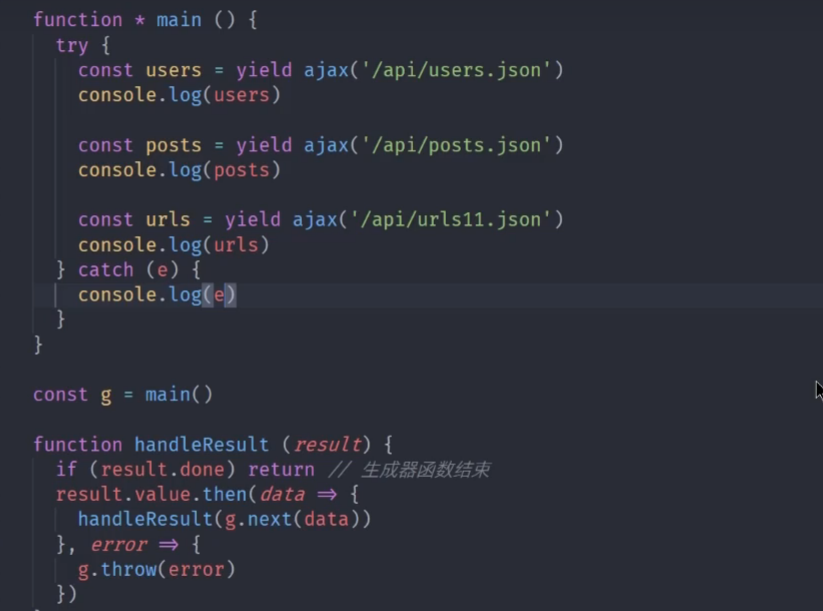 function * main () {
try {
const users = yield ajax('/api/users.json')
console.log(users)
const posts = yield ajax('/api/posts.json')
console.log(posts)
const urls = yield ajax('/api/urls11.json')
console.log(urls)
} catch (e) {
console.log(e)
}
}
const g = main()
function handleResult (result) {
if (result.done) return // 生成器函数结束
result.value.then(data => {
handleResult(g.next(data))
}, error => {
g.throw(error)
})